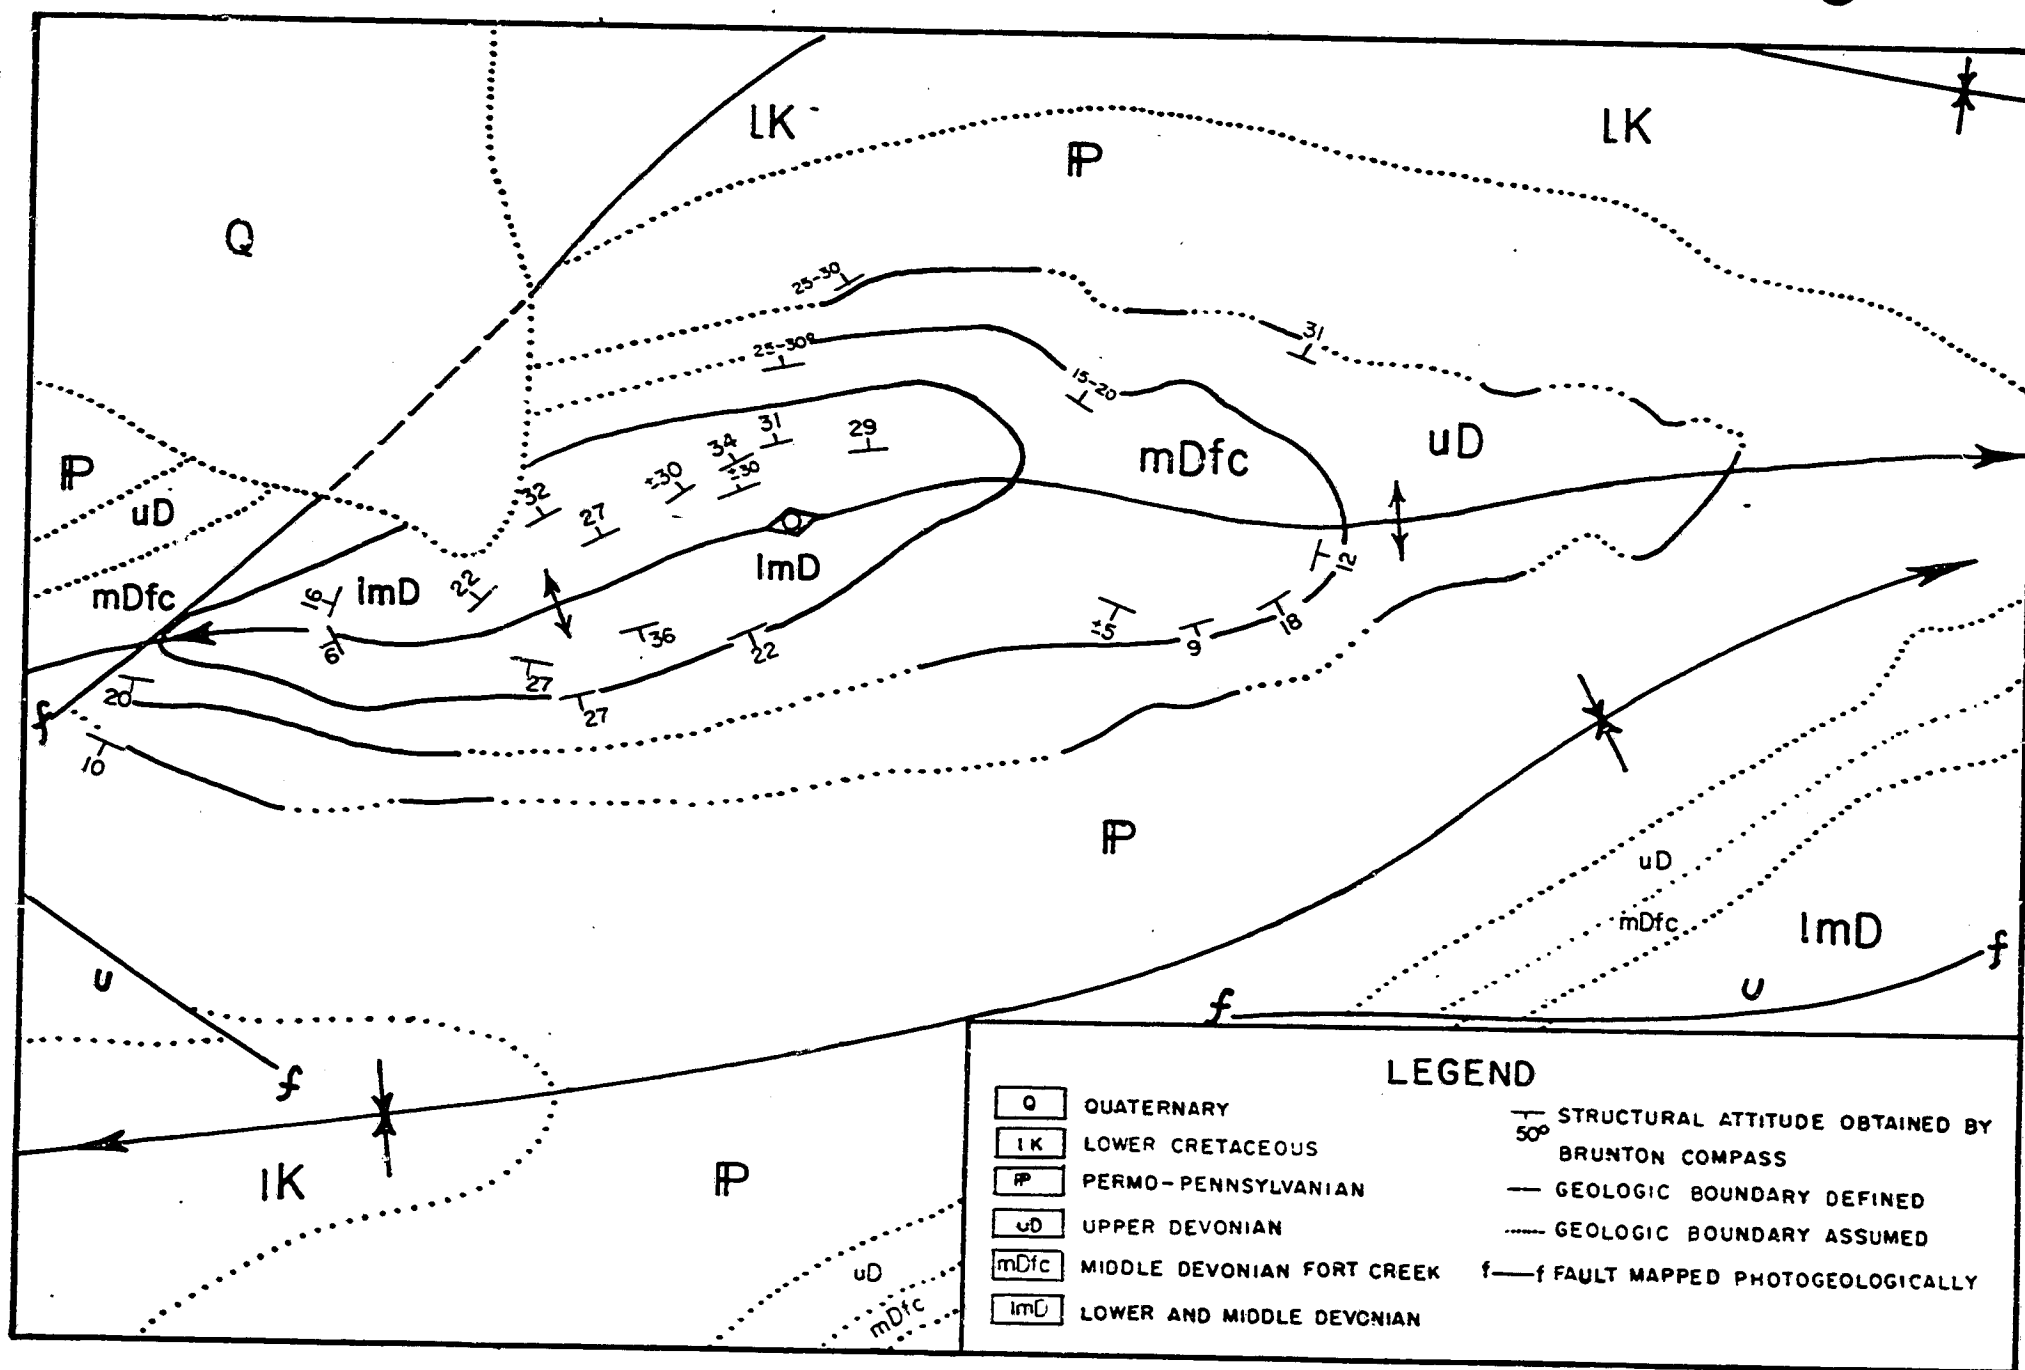 lK
lK
Ᵽ
Q
25-30
31
25-30°
15-20
31
29
34
±30
±30
mDfc
uD
Ᵽ
32
27
uD
lmD
12
mDfc
16
lmD
22
±5
18
6
36
22
9
20
27
27
f
10
Ᵽ
uD
mDfc
lmD
f
u
u
f
f
lK
Ᵽ
uD
mDfc
LEGEND
Q QUATERNARY
lK LOWER CRETACEOUS
Ᵽ PERMO-PENNSYLVANIAN
uD UPPER DEVONIAN
mDfc MIDDLE DEVONIAN FORT CREEK
lmD LOWER AND MIDDLE DEVONIAN
50° STRUCTURAL ATTITUDE OBTAINED BY
BRUNTON COMPASS
GEOLOGIC BOUNDARY DEFINED
GEOLOGIC BOUNDARY ASSUMED
f—f FAULT MAPPED PHOTOGEOLOGICALLY